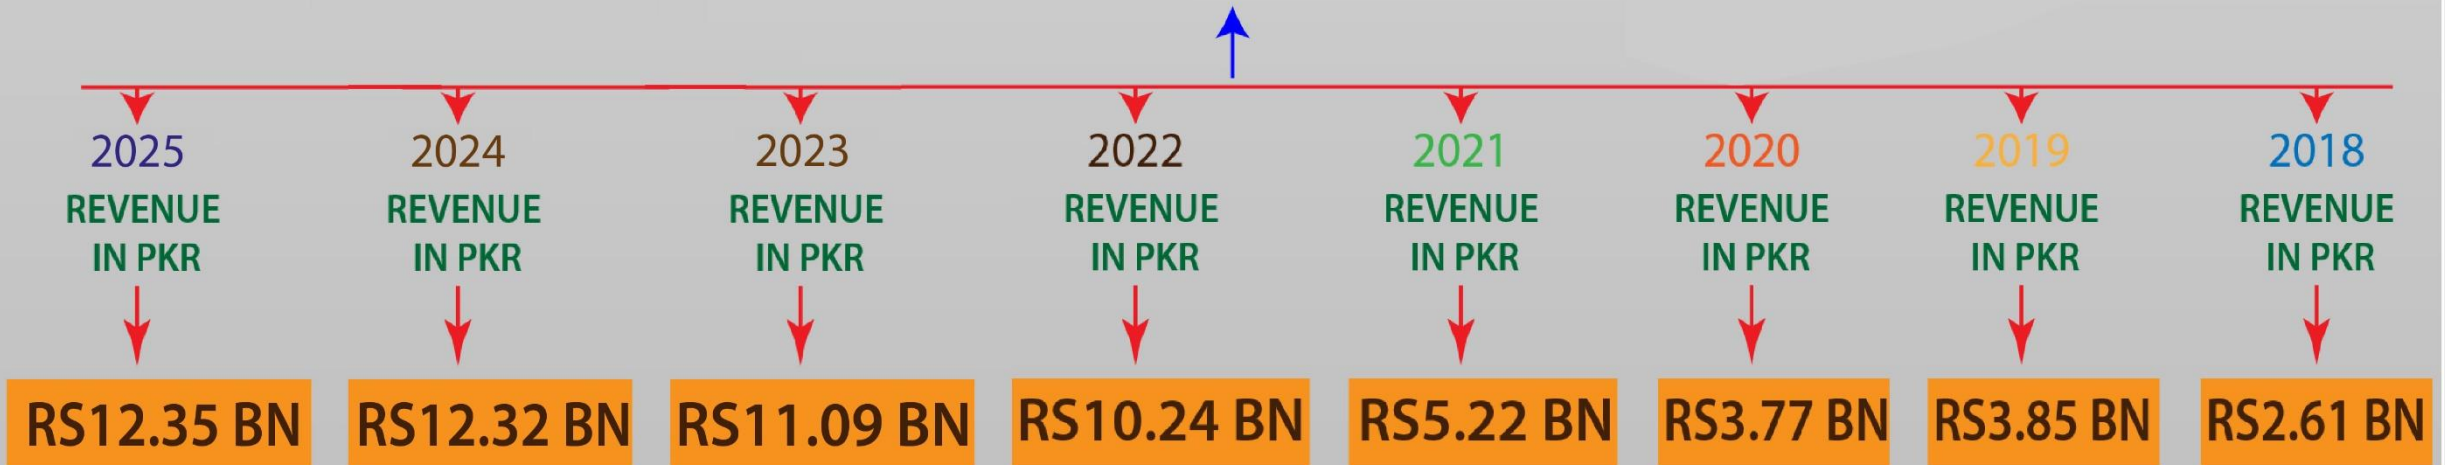 2025
REVENUE
IN PKR
RS12.35 BN
2024
REVENUE
IN PKR
RS12.32 BN
2023
REVENUE
IN PKR
RS11.09 BN
2022
REVENUE
IN PKR
RS10.24 BN
2021
REVENUE
IN PKR
RS5.22 BN
2020
REVENUE
IN PKR
RS3.77 BN
2019
REVENUE
IN PKR
RS3.85 BN
2018
REVENUE
IN PKR
RS2.61 BN